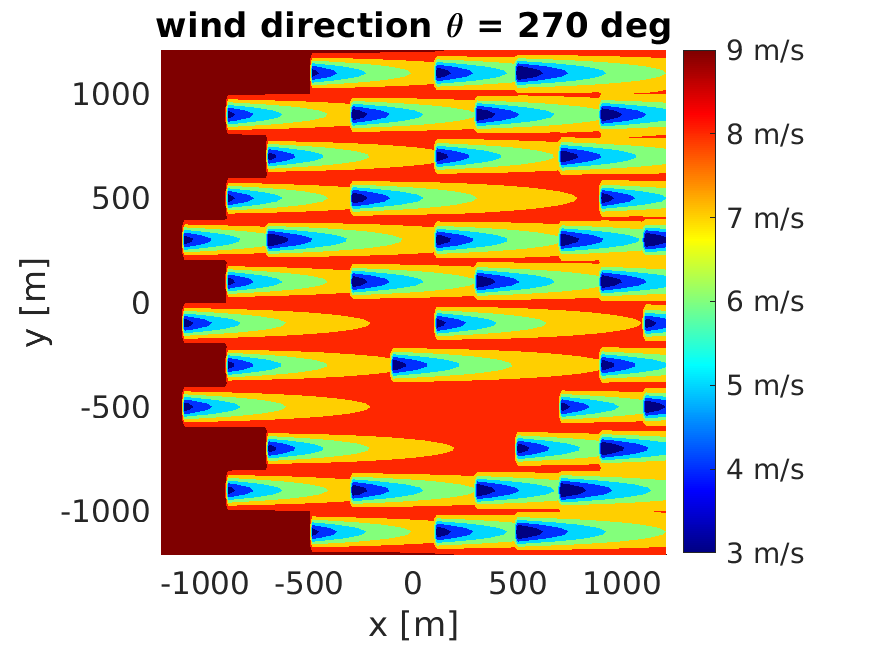 wind direction θ = 270 deg
y [m]
1000
500
0
-500
-1000
-1000 -500 0 500 1000
x [m]
9 m/s
8 m/s
7 m/s
6 m/s
5 m/s
4 m/s
3 m/s